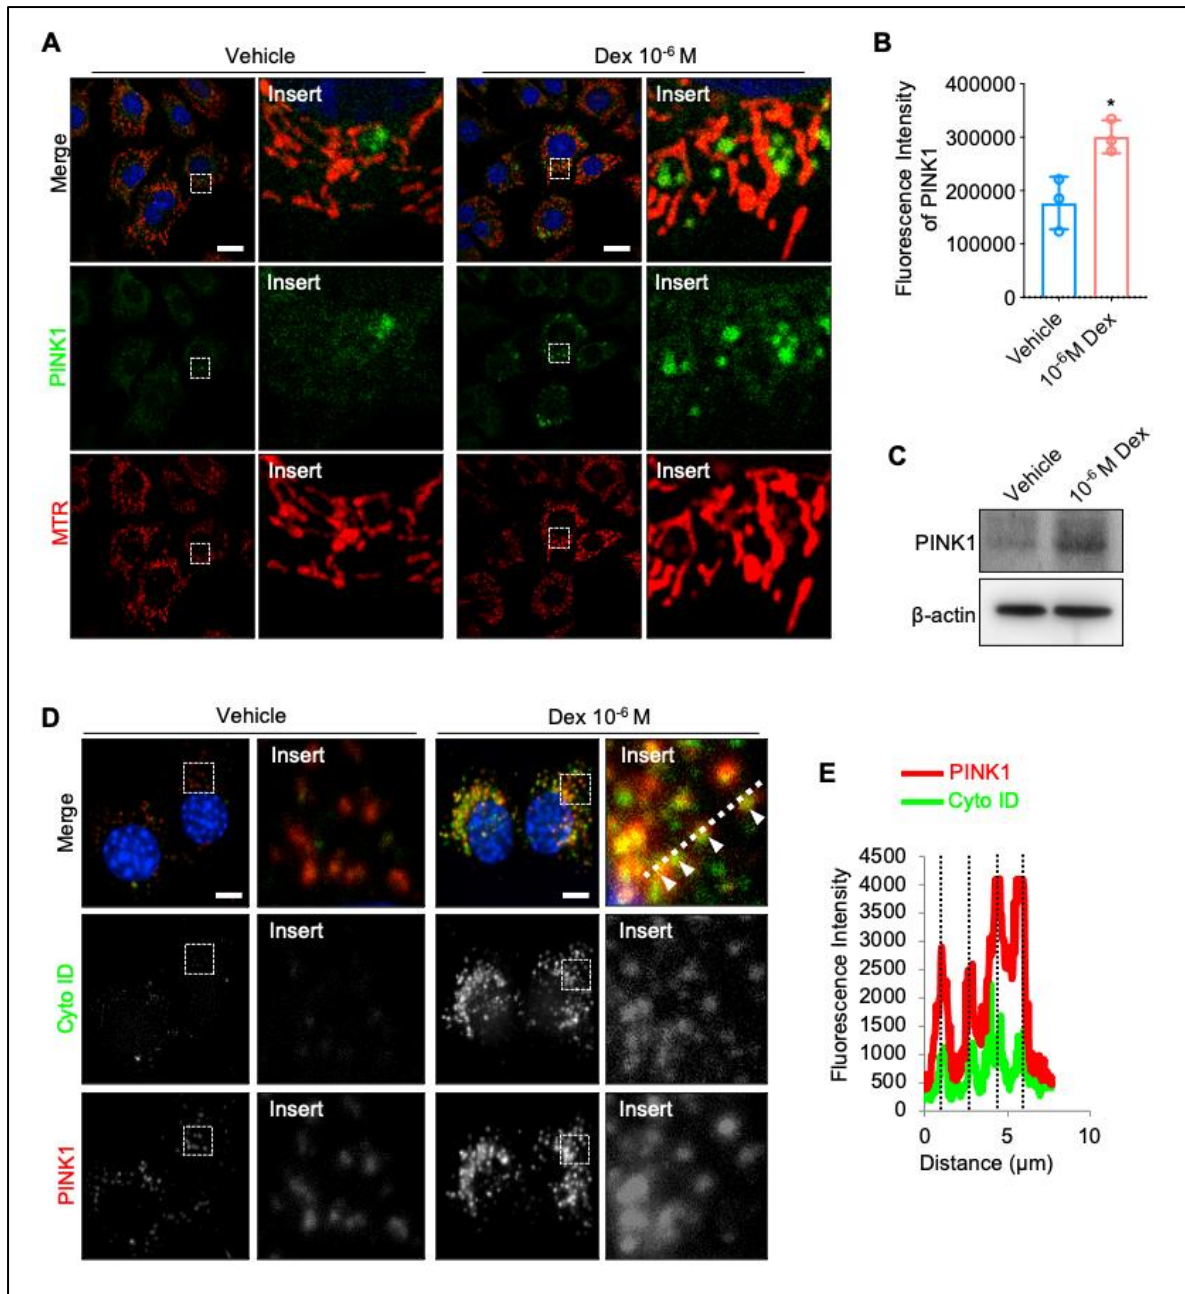 A
Vehicle
Dex 10⁻⁶ M
Merge
Insert
Insert
PINK1
Insert
Insert
MTR
Insert
Insert
B
Fluorescence Intensity
of PINK1
400000
300000
200000
100000
0
*
Vehicle
10⁻⁶M Dex
C
Vehicle
10⁻⁶ M Dex
PINK1
β-actin
D
Vehicle
Dex 10⁻⁶ M
Merge
Insert
Insert
Cyto ID
Insert
Insert
PINK1
Insert
Insert
E
PINK1
Cyto ID
Fluorescence Intensity
4500
4000
3500
3000
2500
2000
1500
1000
500
0
0 5 10
Distance (μm)